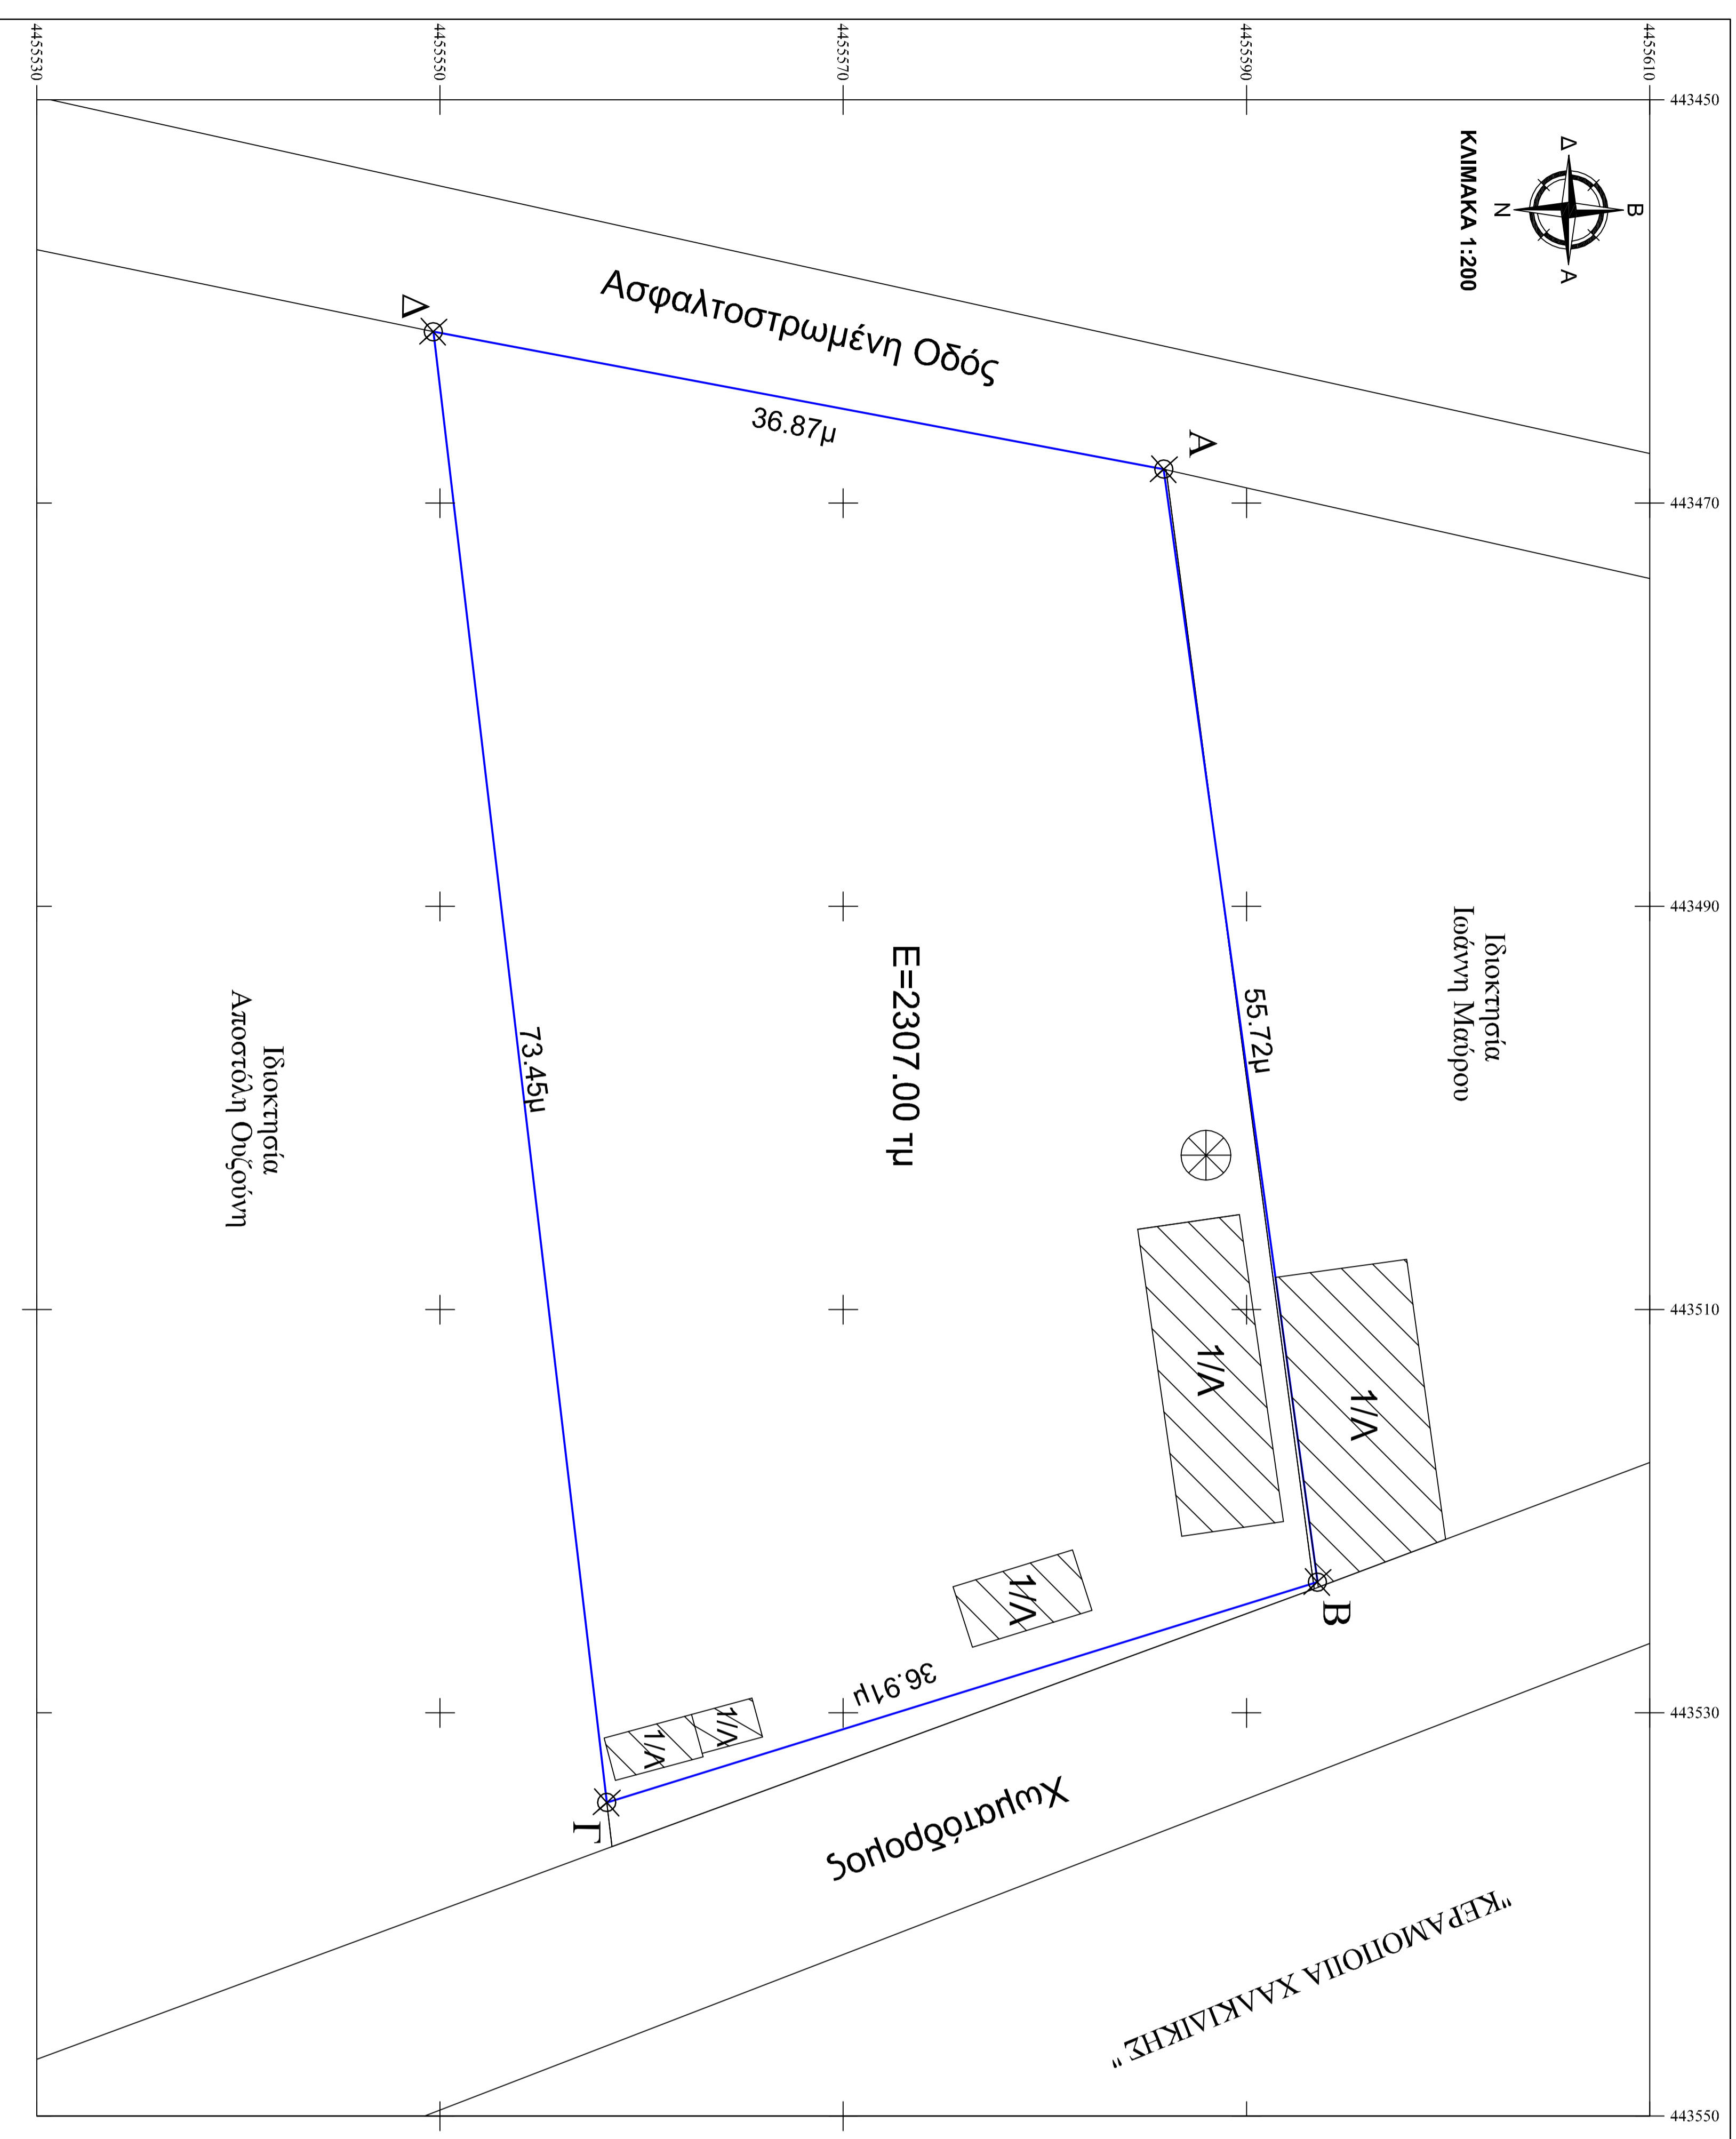 4455530
4455550
4455570
4455590
4455610
443450
443470
443490
443510
443530
443550
Β
Δ
Α
Ν
ΚΛΙΜΑΚΑ 1:200
Ασφαλτοστρωμένη Οδός
Δ
Α
36.87μ
Ιδιοκτησία
Ιωάννη Μαύρου
55.72μ
Ε=2307.00 τμ
73.45μ
Ιδιοκτησία
Αποστόλη Ουζούνη
1/Λ
1/Λ
1/Λ
1/Λ
1/Λ
Β
36.91μ
Γ
Χωματόδρομος
"ΚΕΡΑΜΟΠΟΙΙΑ ΧΑΛΚΙΔΙΚΗΣ "